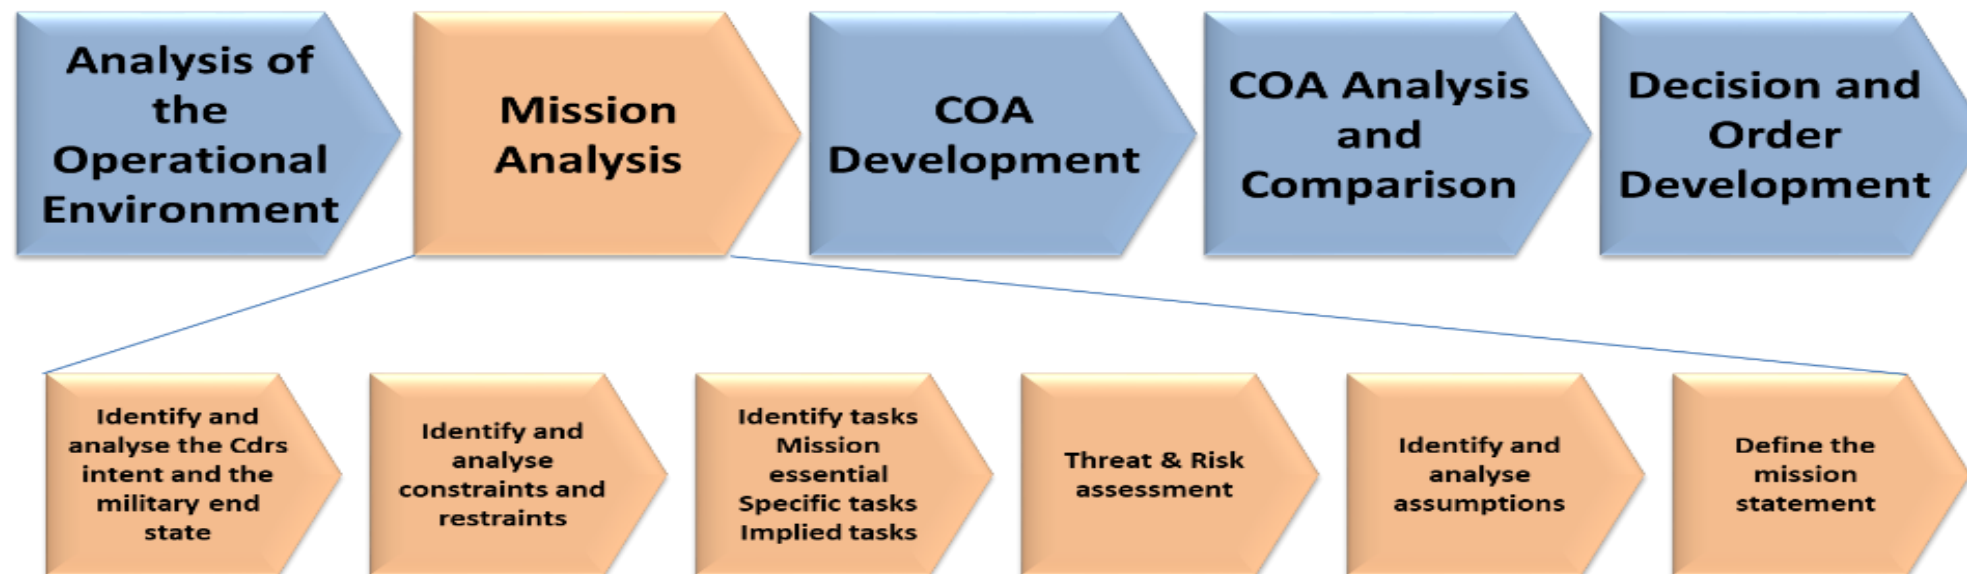 Analysis of
the
Operational
Environment
Mission
Analysis
COA
Development
COA Analysis
and
Comparison
Decision and
Order
Development
Identify and
analyse the Cdrs
intent and the
military end
state
Identify and
analyse
constraints and
restraints
Identify tasks
Mission
essential
Specific tasks
Implied tasks
Threat & Risk
assessment
Identify and
analyse
assumptions
Define the
mission
statement